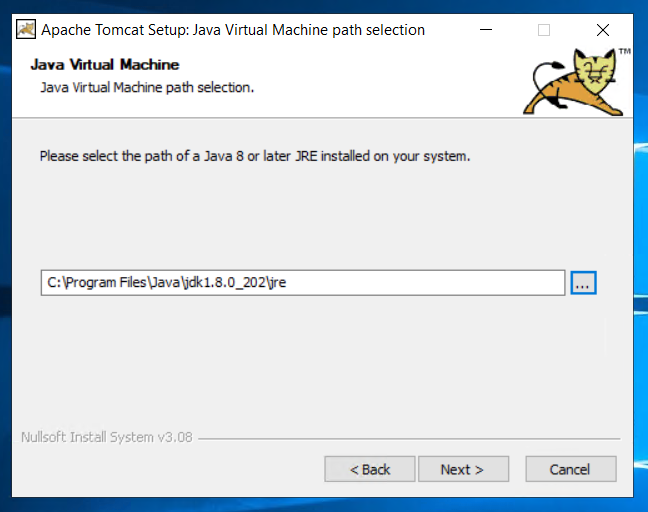 Apache Tomcat Setup: Java Virtual Machine path selection
Java Virtual Machine
Java Virtual Machine path selection.
TM
Please select the path of a Java 8 or later JRE installed on your system.
C:\Program Files\Java\jdk1.8.0_202\jre
...
Nullsoft Install System v3.08
< Back
Next >
Cancel